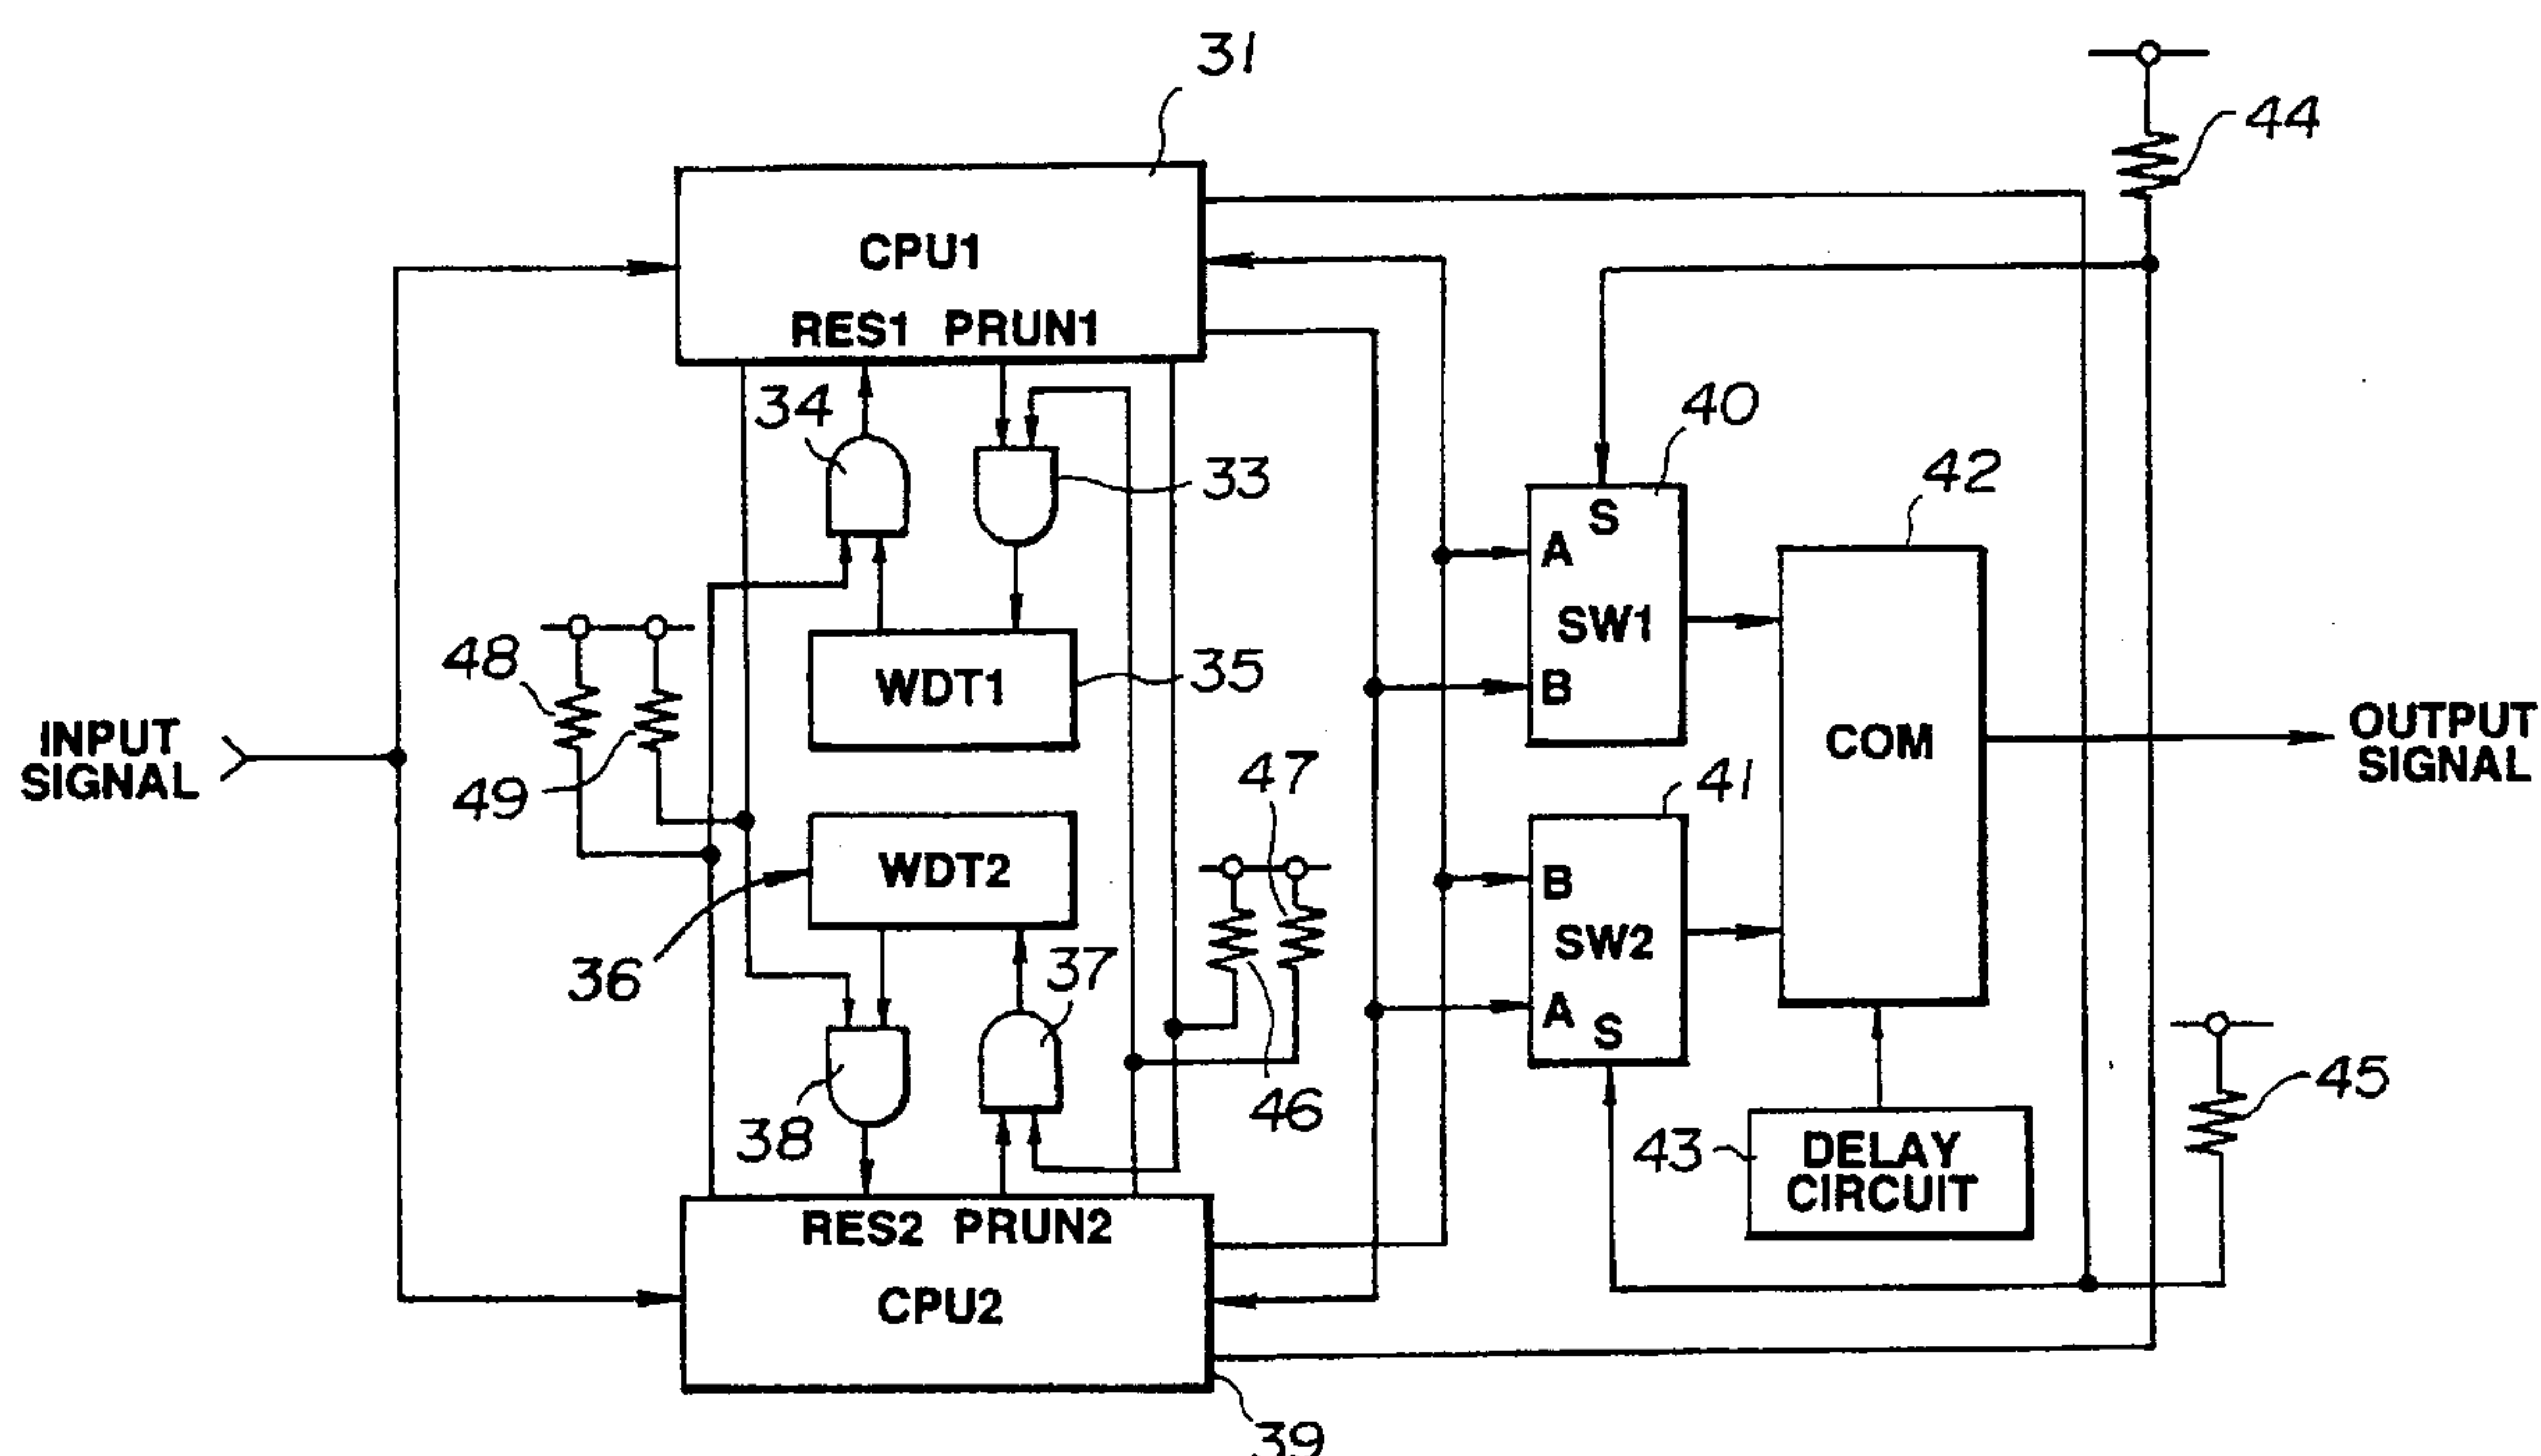 31
44
CPU1
RES1 PRUN1
34
33
40
S
A
SW1
B
42
COM
48
49
WDT1
35
INPUT
SIGNAL
OUTPUT
SIGNAL
47
41
WDT2
36
37
B
SW2
A
S
38
46
43
DELAY
CIRCUIT
45
RES2 PRUN2
CPU2
39